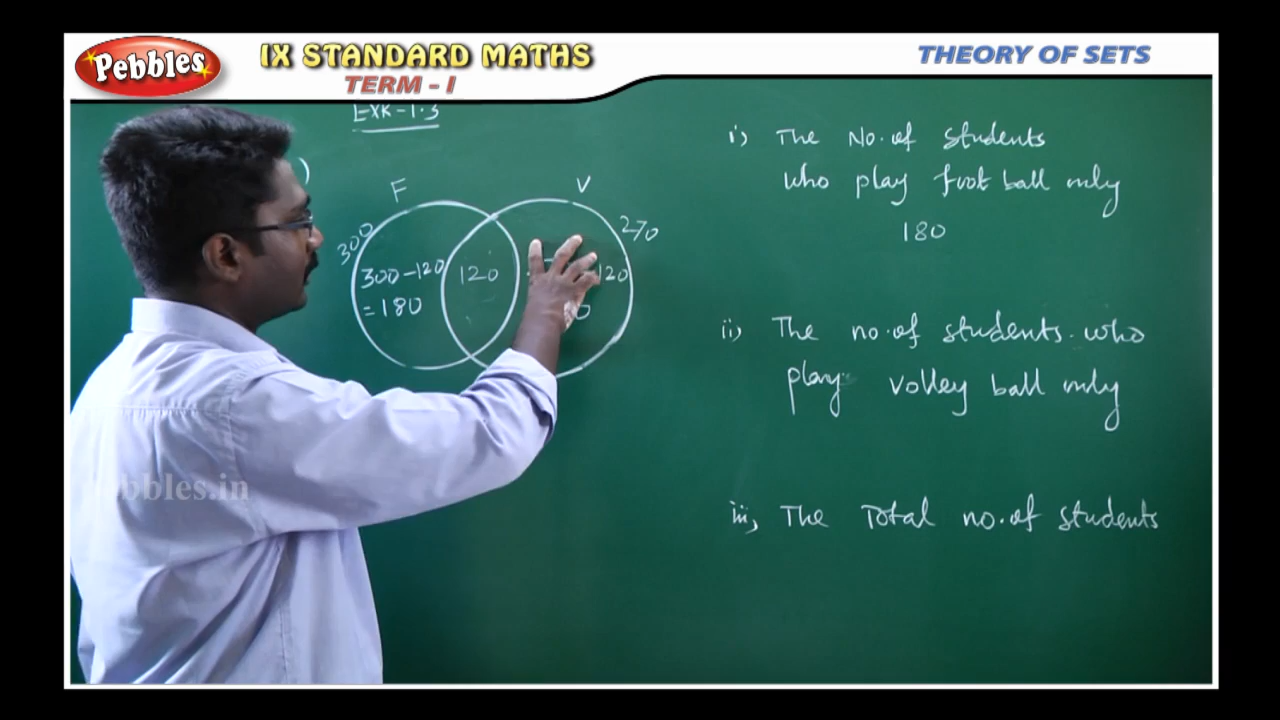 Pebbles
IX STANDARD MATHS
TERM - I
THEORY OF SETS
)
F
V
300
270
300-120
= 180
120
120
0
i) The No. of Students
who play foot ball only
180
ii) The no. of students who
play volley ball only
iii) The Total no. of students
bbles.in